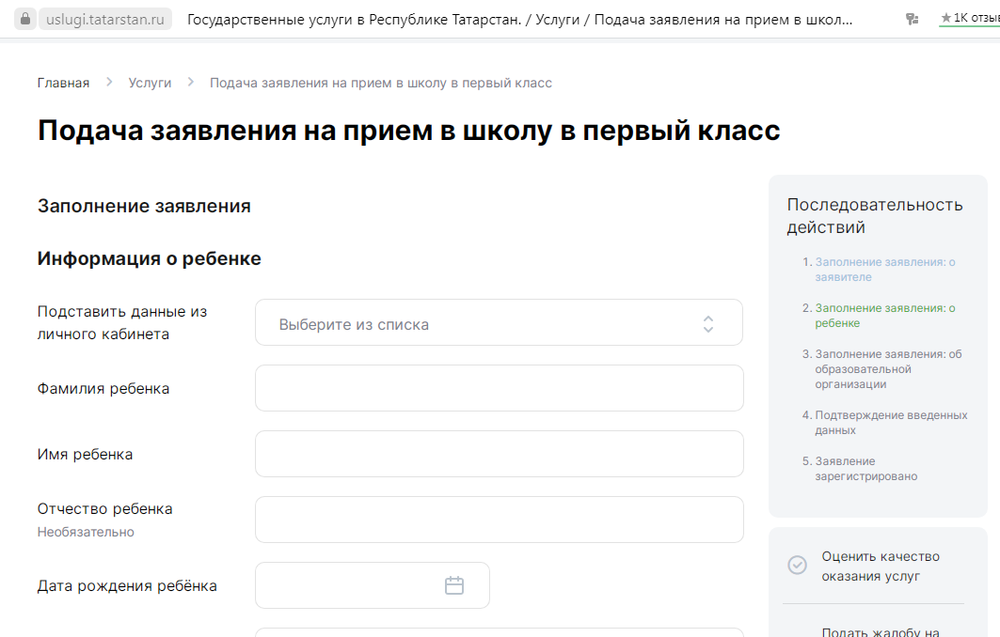 uslugi.tatarstan.ru Государственные услуги в Республике Татарстан. / Услуги / Подача заявления на прием в школ... ★ 1K отзыв
Главная > Услуги > Подача заявления на прием в школу в первый класс
Подача заявления на прием в школу в первый класс
Заполнение заявления
Информация о ребенке
Подставить данные из
личного кабинета
Выберите из списка
Фамилия ребенка
Имя ребенка
Отчество ребенка
Необязательно
Дата рождения ребёнка
Последовательность
действий
1. Заполнение заявления: о
заявителе
2. Заполнение заявления: о
ребенке
3. Заполнение заявления: об
образовательной
организации
4. Подтверждение введенных
данных
5. Заявление
зарегистрировано
Оценить качество
оказания услуг
Подать жалобу на